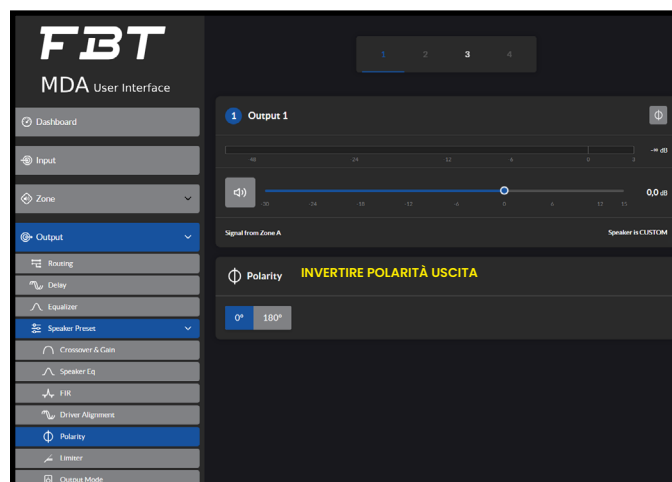 FBT
MDA User Interface
Dashboard
Input
Zone
Output
Routing
Delay
Equalizer
Speaker Preset
Crossover & Gain
Speaker Eq
FIR
Driver Alignment
Polarity
Limiter
Output Mode
1 2 3 4
1 Output 1
-∞ dB
-48 -24 -12 -6 0 3
0,0 dB
-30 -24 -18 -12 -6 0 6 12 15
Signal from Zone A Speaker is CUSTOM
Polarity INVERTIRE POLARITÀ USCITA
0° 180°